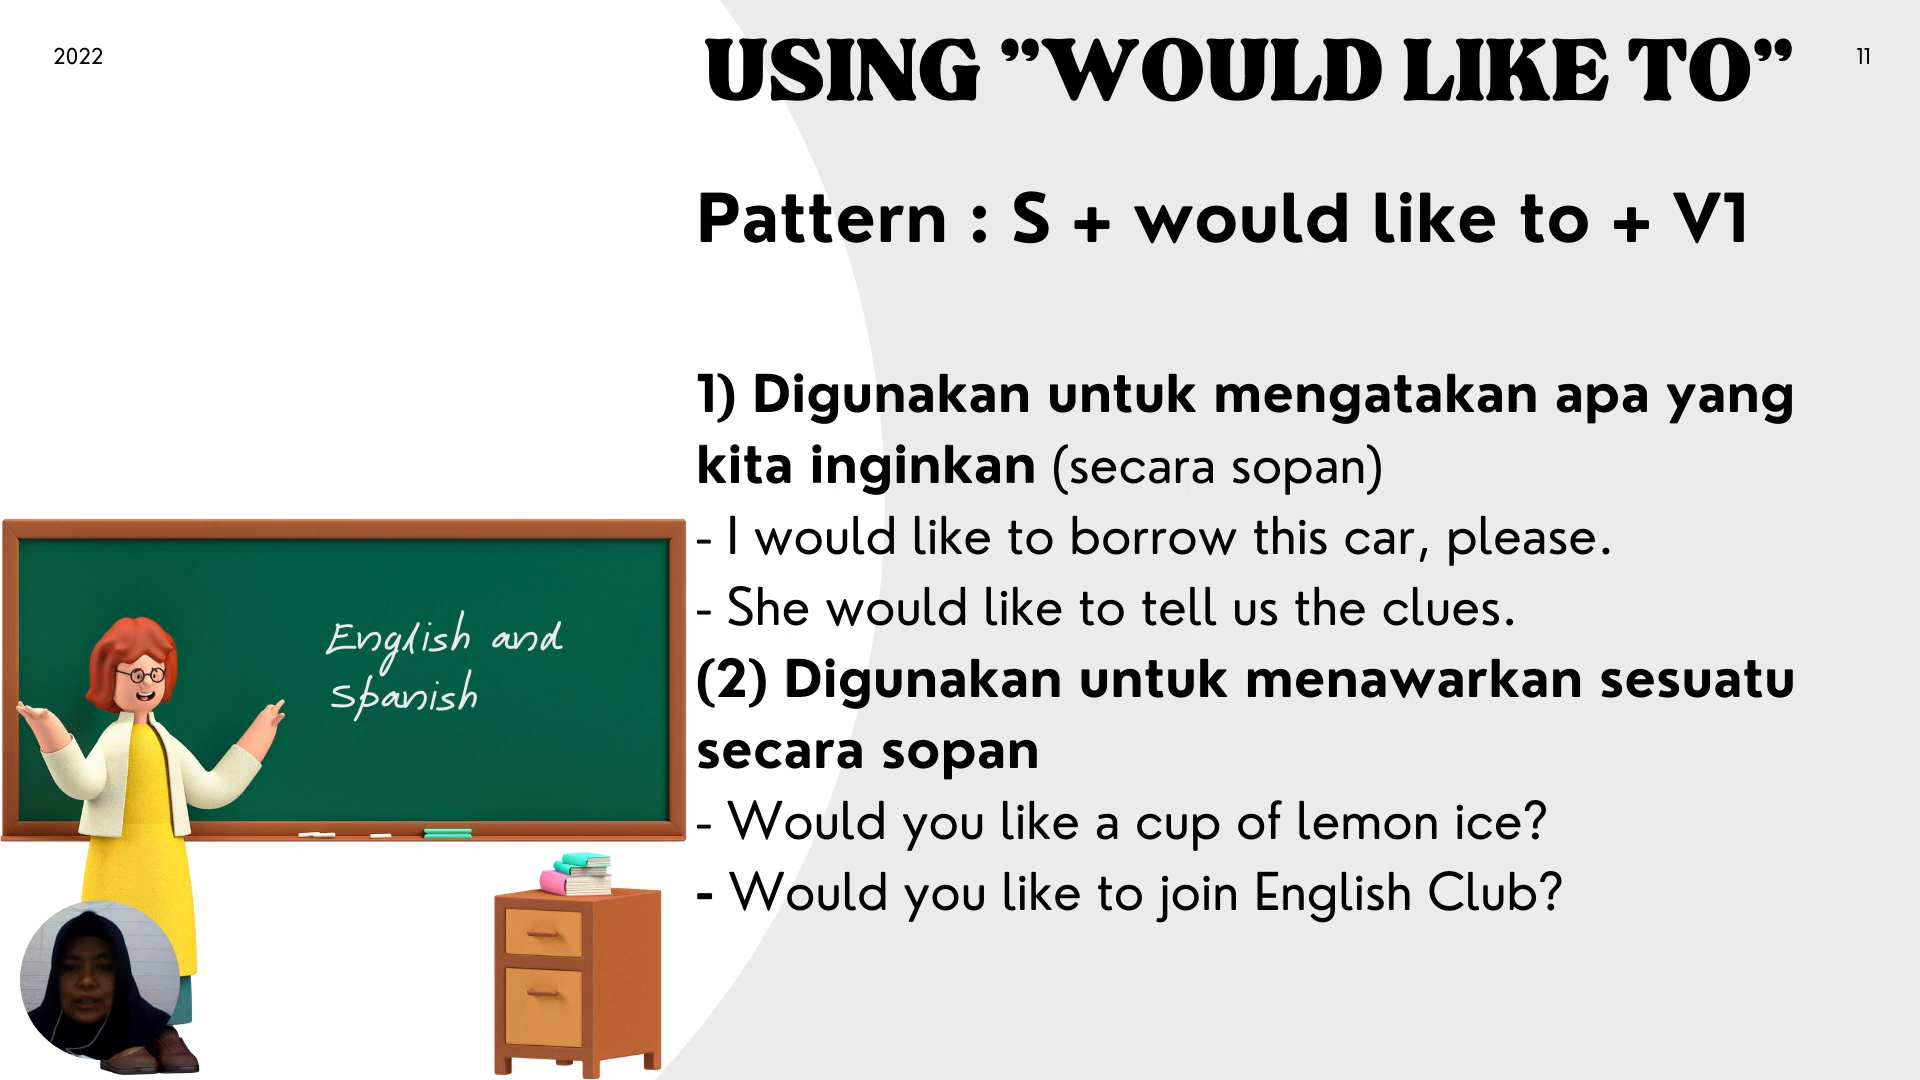 2022
USING ”WOULD LIKE TO”
11
Pattern : S + would like to + V1
1) Digunakan untuk mengatakan apa yang
kita inginkan (secara sopan)
- I would like to borrow this car, please.
- She would like to tell us the clues.
(2) Digunakan untuk menawarkan sesuatu
secara sopan
- Would you like a cup of lemon ice?
- Would you like to join English Club?
English and
Spanish